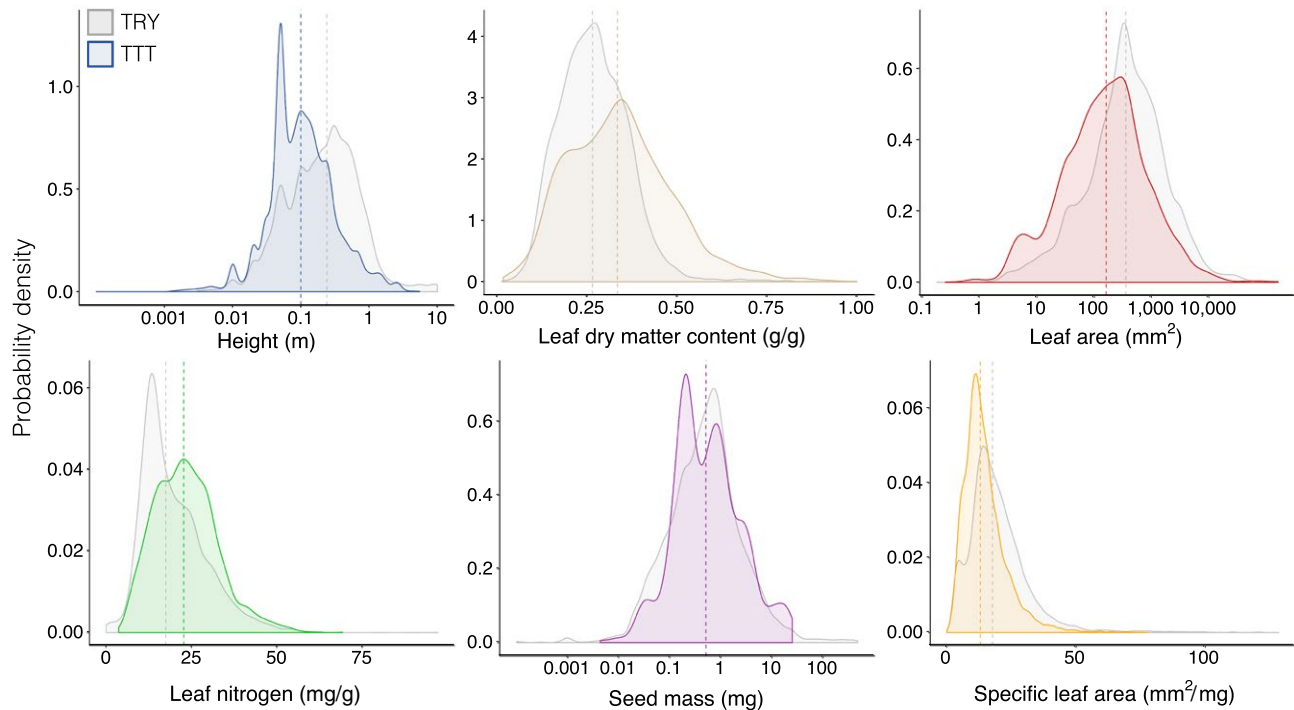 TRY
TTT
Probability density
1.0
0.5
0.0
0.001 0.01 0.1 1 10
Height (m)
4
3
2
1
0
0.00 0.25 0.50 0.75 1.00
Leaf dry matter content (g/g)
0.6
0.4
0.2
0.0
0.1 1 10 100 1,000 10,000
Leaf area (mm²)
0.06
0.04
0.02
0.00
0 25 50 75
Leaf nitrogen (mg/g)
0.6
0.4
0.2
0.0
0.001 0.01 0.1 1 10 100
Seed mass (mg)
0.06
0.04
0.02
0.00
0 50 100
Specific leaf area (mm²/mg)